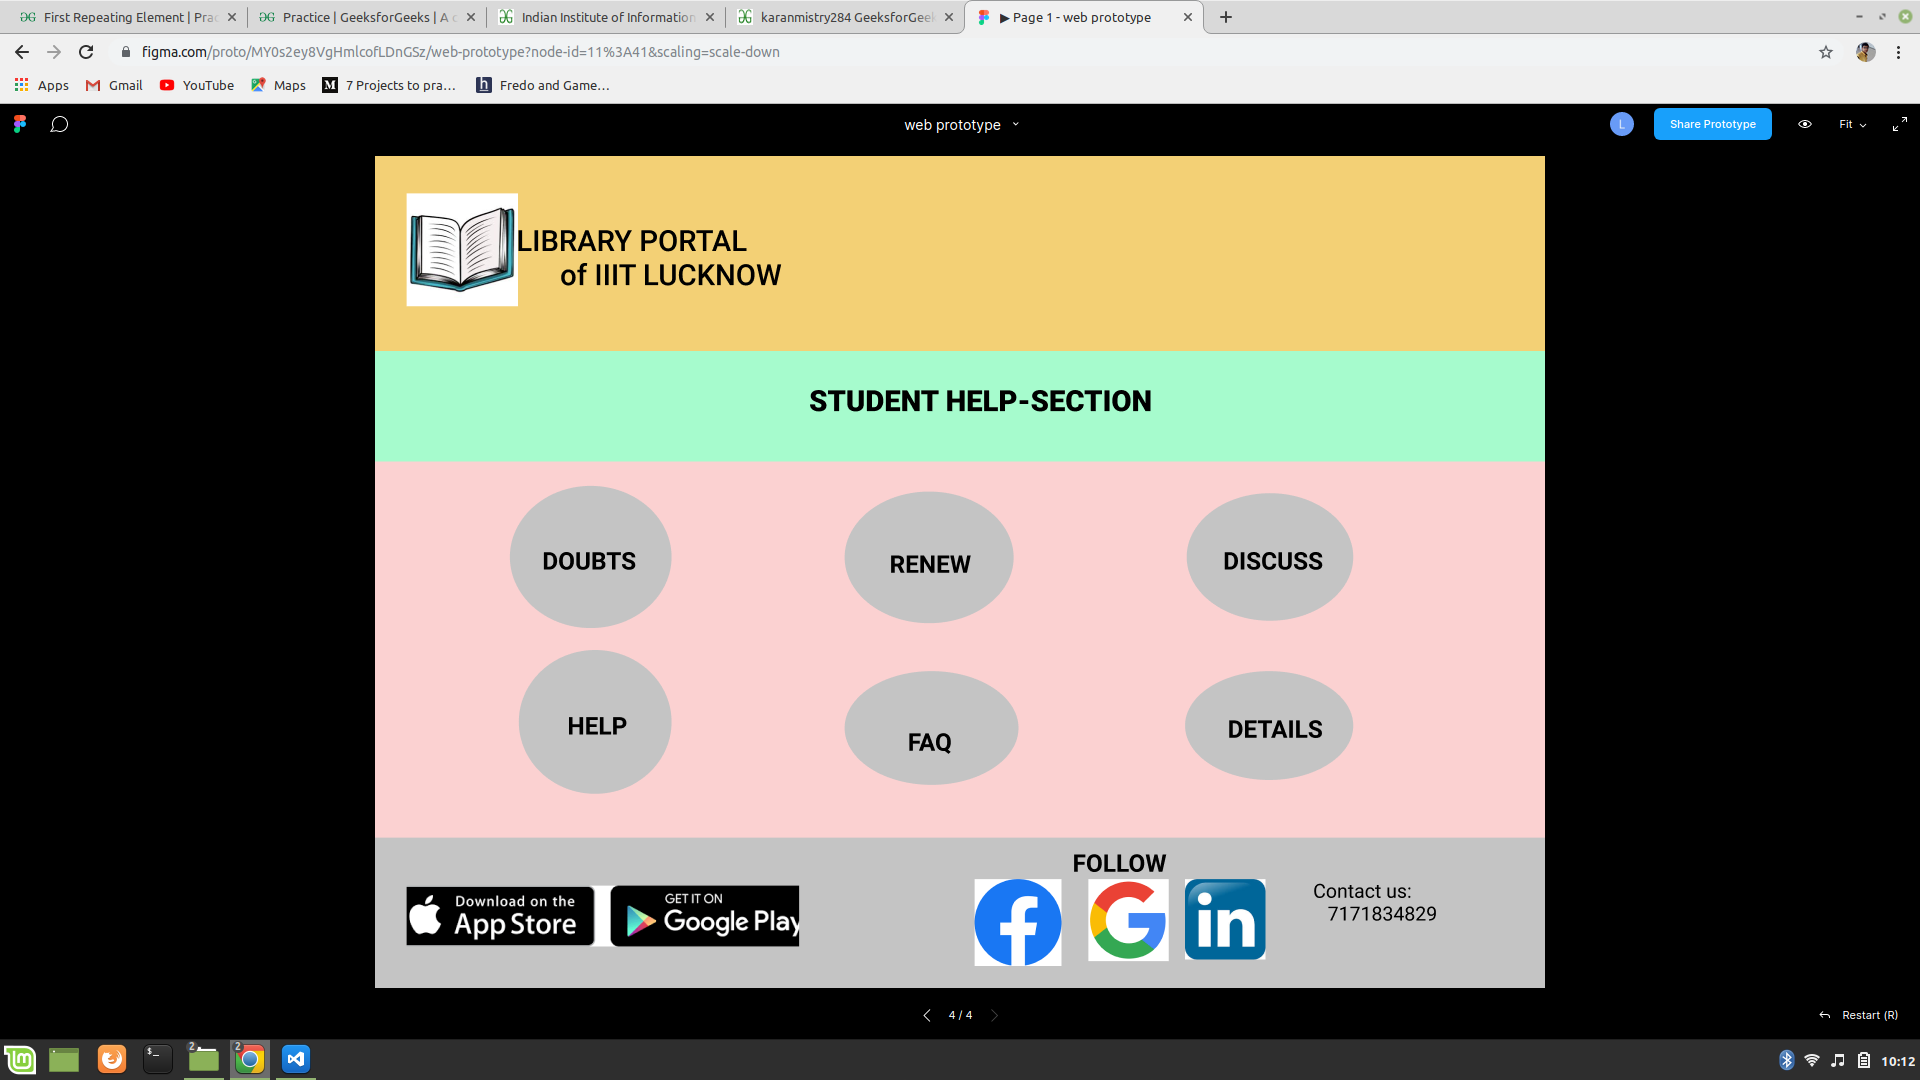 First Repeating Element | Prac
Practice | GeeksforGeeks | A c
Indian Institute of Information
karanmistry284 GeeksforGee
▶ Page 1 - web prototype
figma.com/proto/MY0s2ey8VgHmlcofLDnGSz/web-prototype?node-id=11%3A41&scaling=scale-down
Apps
Gmail
YouTube
Maps
M
7 Projects to pra…
h
Fredo and Game…
web prototype
L
Share Prototype
Fit
LIBRARY PORTAL
of IIIT LUCKNOW
STUDENT HELP-SECTION
DOUBTS
RENEW
DISCUSS
HELP
FAQ
DETAILS
FOLLOW
Download on the
App Store
GET IT ON
Google Play
f
G
in
Contact us:
7171834829
4 / 4
Restart (R)
2
2
$_
10:12